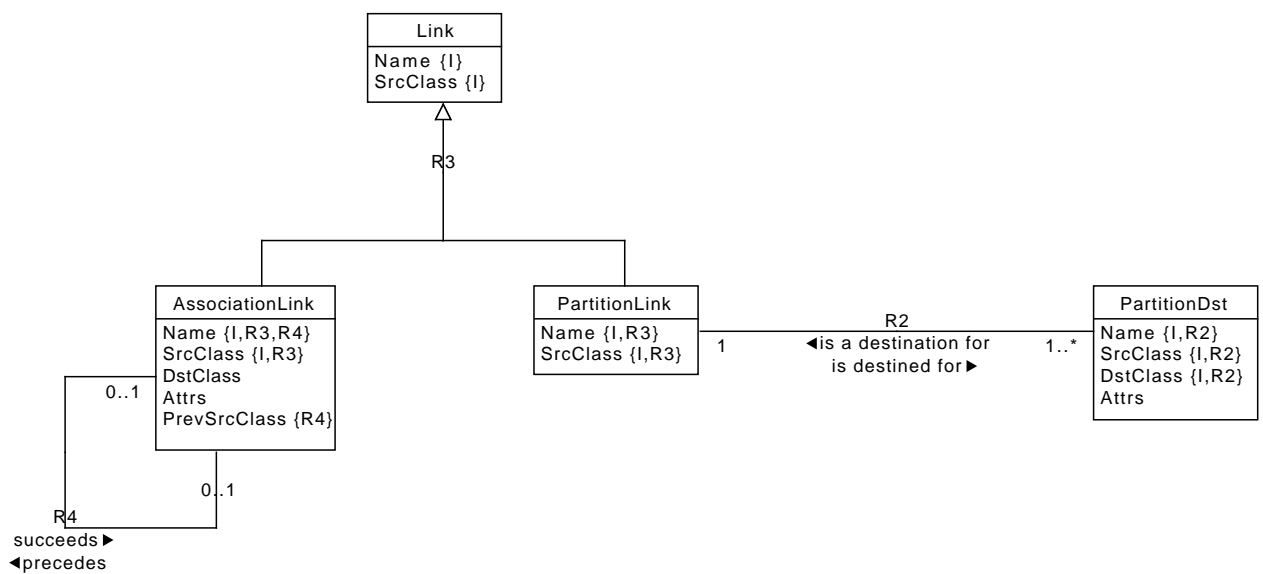 Link
Name {I}
SrcClass {I}
R3
AssociationLink
Name {I,R3,R4}
SrcClass {I,R3}
DstClass
Attrs
PrevSrcClass {R4}
0..1
0..1
R4
succeeds ►
◄precedes
PartitionLink
Name {I,R3}
SrcClass {I,R3}
1
R2
◄is a destination for
is destined for►
1..*
PartitionDst
Name {I,R2}
SrcClass {I,R2}
DstClass {I,R2}
Attrs